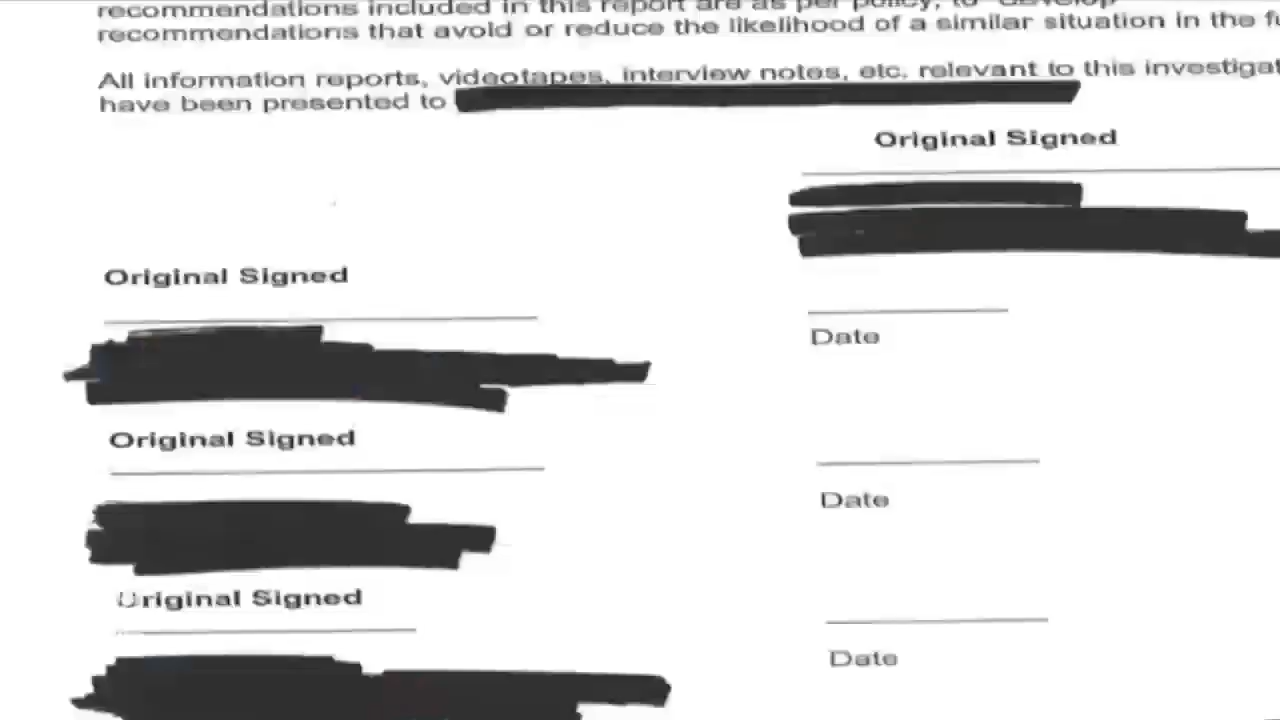 recommendations included in this report are as per policy, to develop
recommendations that avoid or reduce the likelihood of a similar situation in the
All information reports, videotapes, interview notes, etc. relevant to this
have been presented to
Original Signed
Original Signed
Date
Original Signed
Date
Original Signed
Date